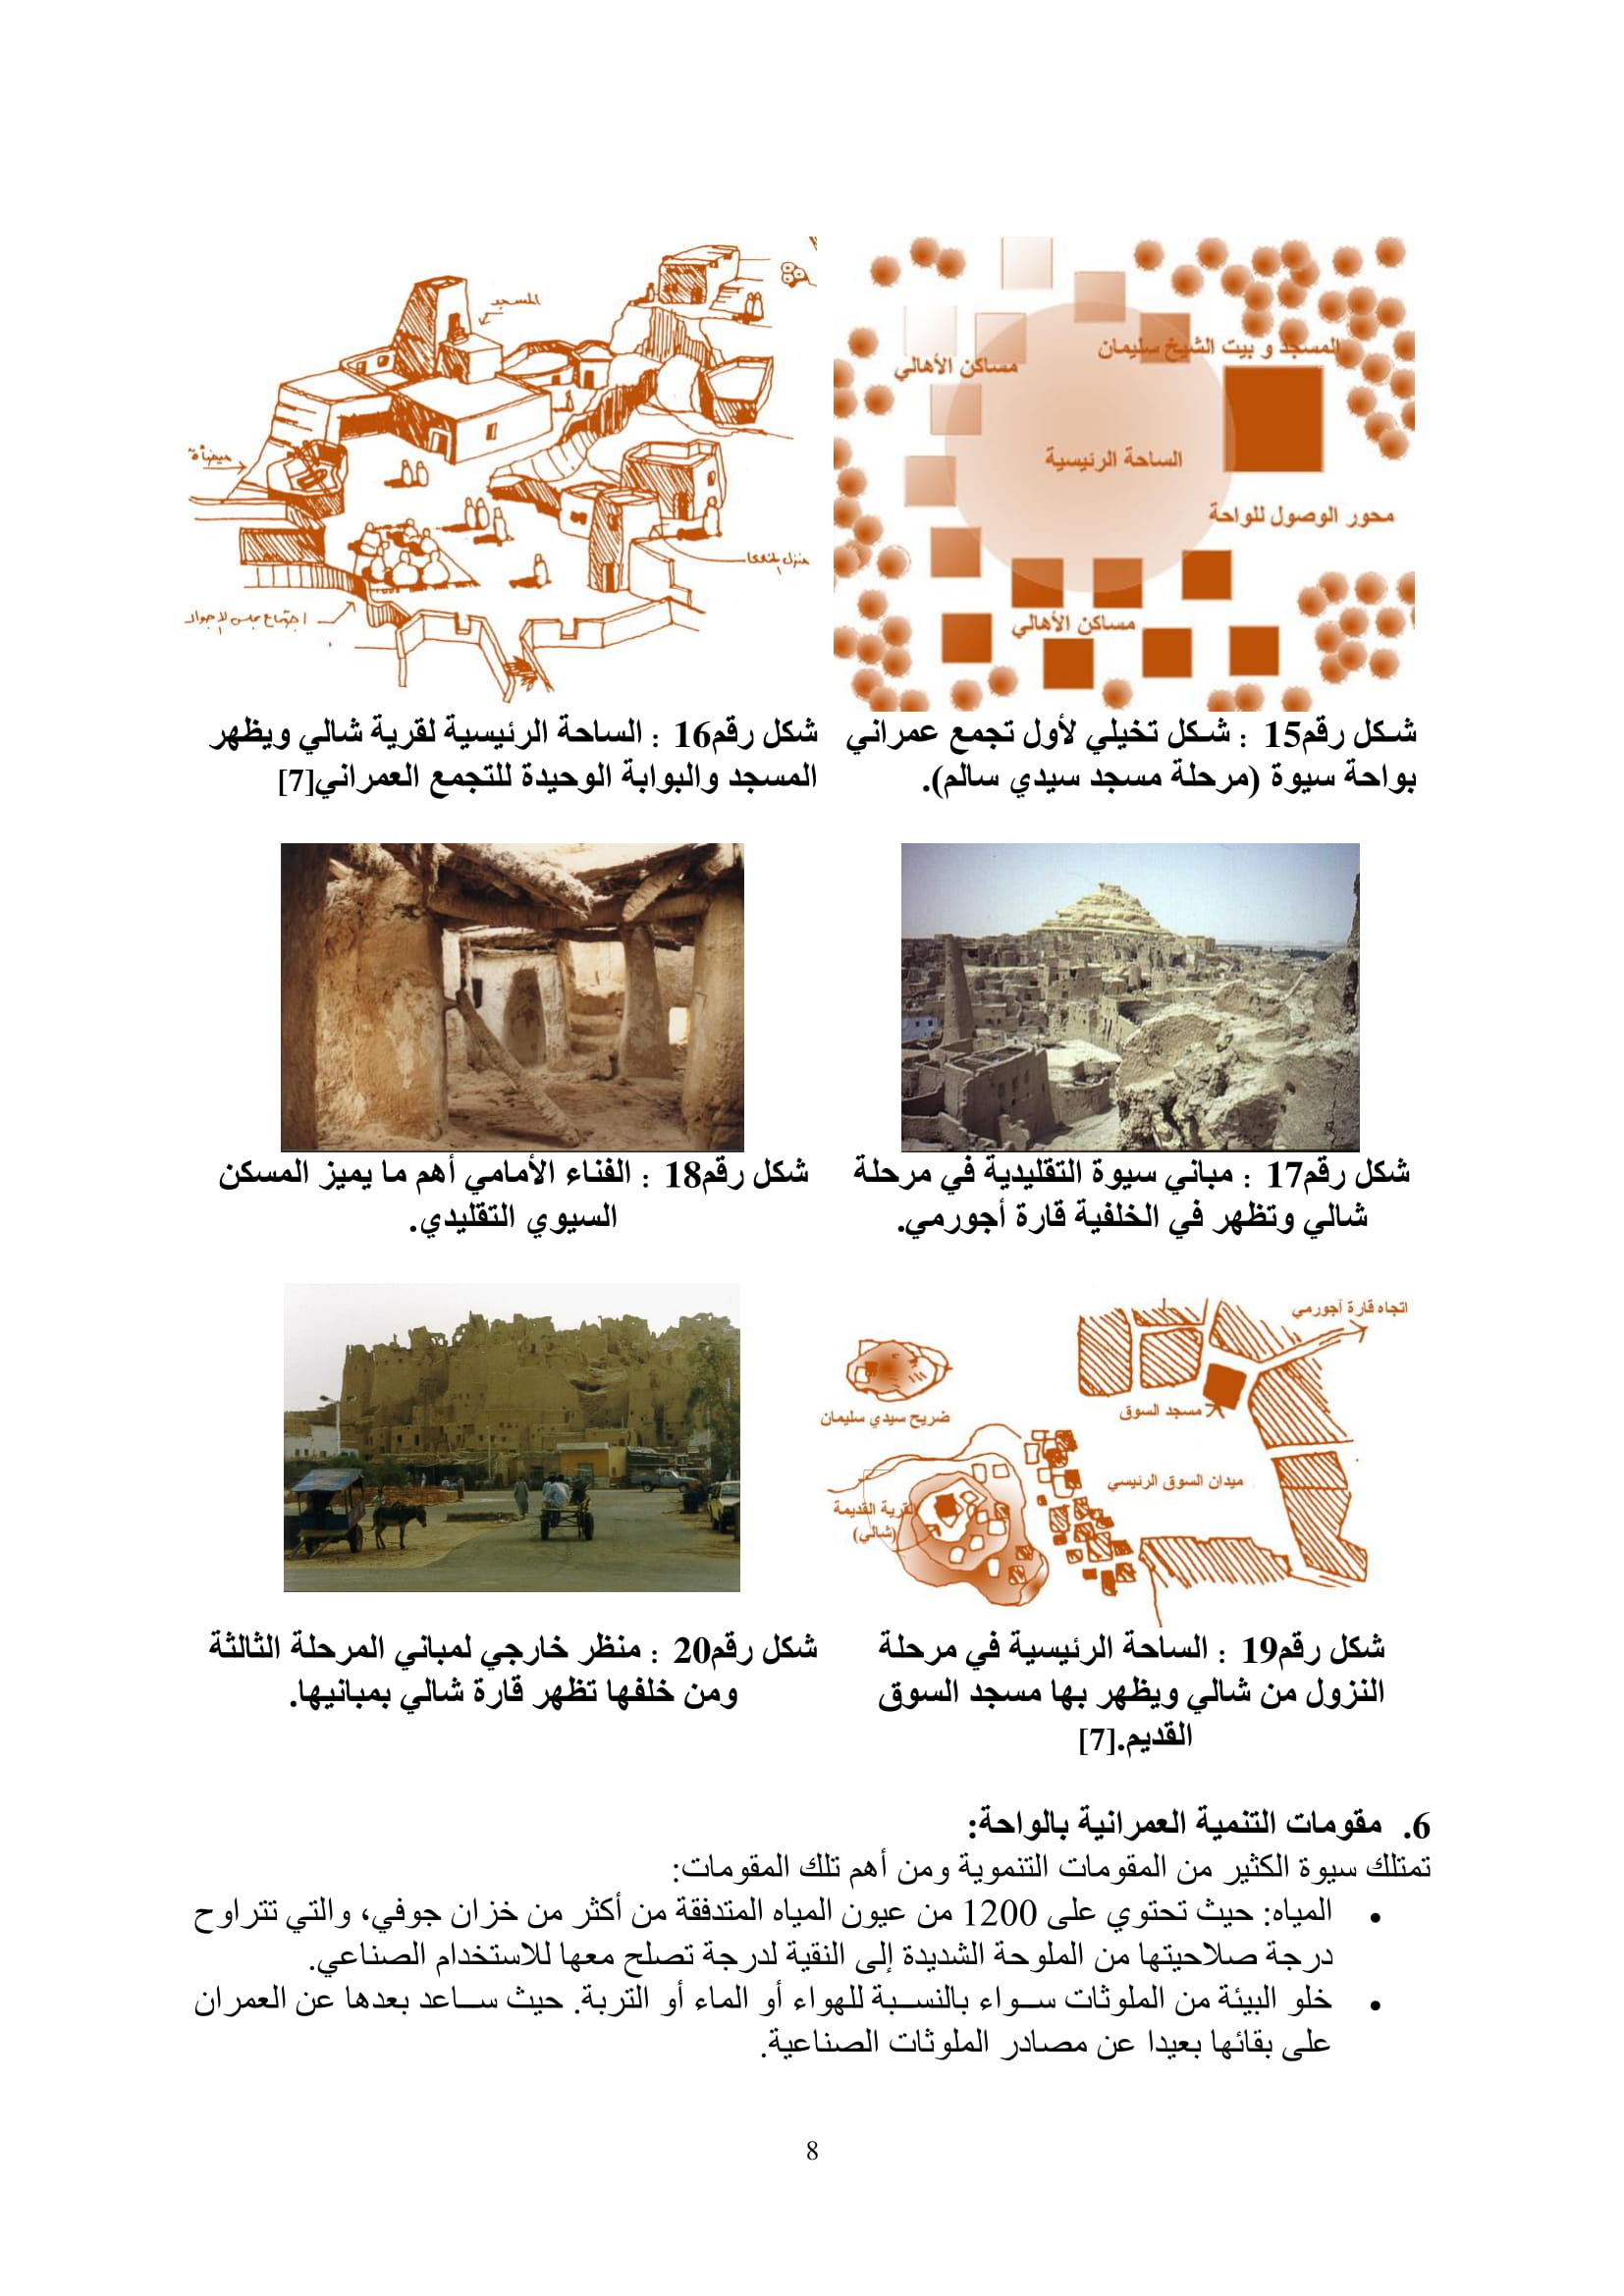 المسجد
ميضأة
اجتماع مجلس الاجواد
المسجد و بيت الشيخ سليمان
مساكن الأهالي
الساحة الرئيسية
محور الوصول للواحة
مساكن الأهالي
شكل رقم15 : شكل تخيلي لأول تجمع عمراني
بواحة سيوة (مرحلة مسجد سيدي سالم).
شكل رقم16 : الساحة الرئيسية لقرية شالي ويظهر
المسجد والبوابة الوحيدة للتجمع العمراني[7]
شكل رقم17 : مباني سيوة التقليدية في مرحلة
شالي وتظهر في الخلفية قارة أجورمي.
شكل رقم18 : الفناء الأمامي أهم ما يميز المسكن
السيوي التقليدي.
اتجاه قارة أجورمي
مسجد السوق
ضريح سيدي سليمان
ميدان السوق الرئيسي
القرية القديمة
(شالي)
شكل رقم19 : الساحة الرئيسية في مرحلة
النزول من شالي ويظهر بها مسجد السوق
القديم.[7]
شكل رقم20 : منظر خارجي لمباني المرحلة الثالثة
ومن خلفها تظهر قارة شالي بمبانيها.
6. مقومات التنمية العمرانية بالواحة:
تمتلك سيوة الكثير من المقومات التنموية ومن أهم تلك المقومات:
• المياه: حيث تحتوي على 1200 من عيون المياه المتدفقة من أكثر من خزان جوفي، والتي تتراوح
درجة صلاحيتها من الملوحة الشديدة إلى النقية لدرجة تصلح معها للاستخدام الصناعي.
• خلو البيئة من الملوثات سواء بالنسبة للهواء أو الماء أو التربة. حيث ساعد بعدها عن العمران
على بقائها بعيدا عن مصادر الملوثات الصناعية.
8